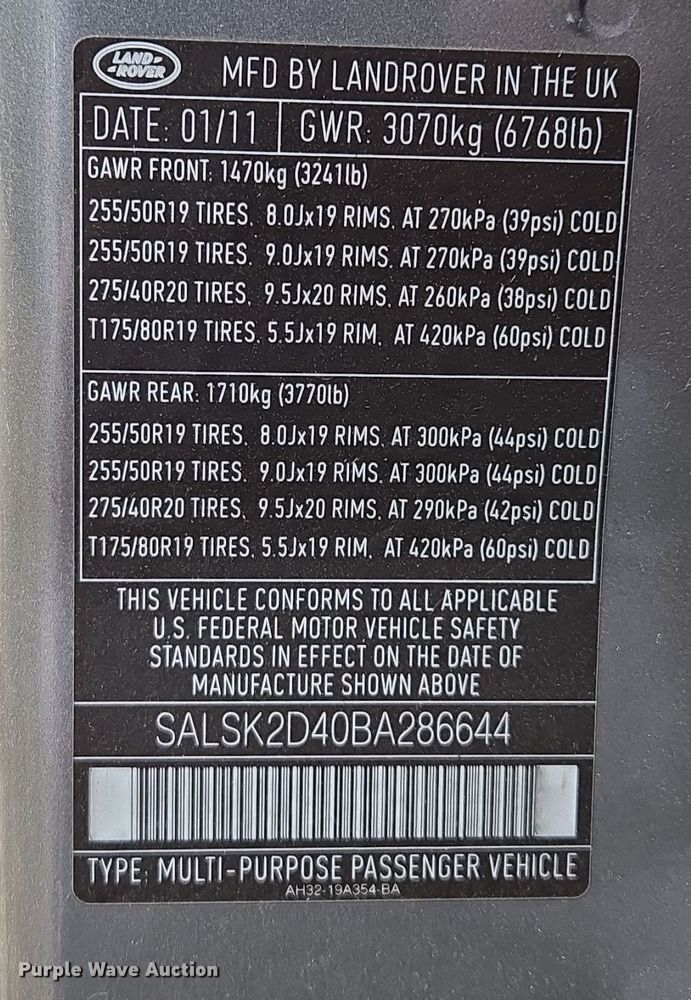 LAND-
-ROVER
MFD BY LANDROVER IN THE UK
DATE: 01/11 GWR: 3070kg (6768lb)
GAWR FRONT: 1470kg (3241lb)
255/50R19 TIRES, 8.0Jx19 RIMS, AT 270kPa (39psi) COLD
255/50R19 TIRES, 9.0Jx19 RIMS, AT 270kPa (39psi) COLD
275/40R20 TIRES, 9.5Jx20 RIMS, AT 260kPa (38psi) COLD
T175/80R19 TIRES, 5.5Jx19 RIM, AT 420kPa (60psi) COLD
GAWR REAR: 1710kg (3770lb)
255/50R19 TIRES, 8.0Jx19 RIMS, AT 300kPa (44psi) COLD
255/50R19 TIRES, 9.0Jx19 RIMS, AT 300kPa (44psi) COLD
275/40R20 TIRES, 9.5Jx20 RIMS, AT 290kPa (42psi) COLD
T175/80R19 TIRES, 5.5Jx19 RIM, AT 420kPa (60psi) COLD
THIS VEHICLE CONFORMS TO ALL APPLICABLE
U.S. FEDERAL MOTOR VEHICLE SAFETY
STANDARDS IN EFFECT ON THE DATE OF
MANUFACTURE SHOWN ABOVE
SALSK2D40BA286644
TYPE: MULTI-PURPOSE PASSENGER VEHICLE
AH32-19A354-BA
Purple Wave Auction